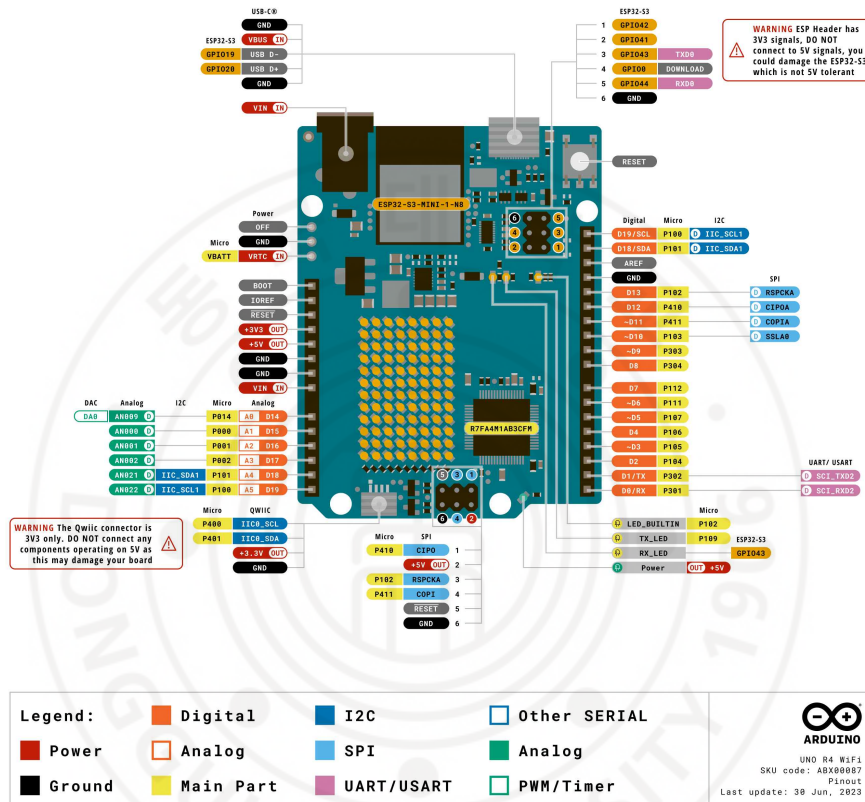 USB-C®
GND
ESP32-S3 VBUS IN
GPIO19 USB D-
GPIO20 USB D+
GND
VIN IN
ESP32-S3
1 GPIO42
2 GPIO41
3 GPIO43 TXD0
4 GPIO0 DOWNLOAD
5 GPIO44 RXD0
6 GND
WARNING ESP Header has
3V3 signals, DO NOT
connect to 5V signals, you
could damage the ESP32-S3
which is not 5V tolerant
RESET
ESP32-S3-MINI-1-N8
6 5
4 3
2 1
Power
OFF
Micro GND
VBATT VRTC IN
BOOT
IOREF
RESET
+3V3 OUT
+5V OUT
GND
GND
VIN IN
DAC Analog I2C Micro Analog
DA0 AN009 D P014 A0 D14
AN000 D P000 A1 D15
AN001 D P001 A2 D16
AN002 D P002 A3 D17
AN021 D IIC_SDA1 P101 A4 D18
AN022 D IIC_SCL1 P100 A5 D19
Digital Micro I2C
D19/SCL P100 D IIC_SCL1
D18/SDA P101 D IIC_SDA1
AREF
GND
SPI
D13 P102 D RSPCKA
D12 P410 D CIPOA
~D11 P411 D COPIA
~D10 P103 D SSLA0
~D9 P303
D8 P304
D7 P112
~D6 P111
~D5 P107
D4 P106
~D3 P105
D2 P104
UART/ USART
D1/TX P302 D SCI_TXD2
D0/RX P301 D SCI_RXD2
R7FA4M1AB3CFM
5 3 1
6 4 2
Micro QWIIC
P400 IIC0_SCL
P401 IIC0_SDA
+3.3V OUT
GND
WARNING The Qwiic connector is
3V3 only. DO NOT connect any
components operating on 5V as
this may damage your board
Micro SPI
P410 CIPO 1
+5V OUT 2
P102 RSPCKA 3
P411 COPI 4
RESET 5
GND 6
Micro
LED_BUILTIN P102
TX_LED P109 ESP32-S3
RX_LED GPIO43
Power OUT +5V
Legend: Digital I2C Other SERIAL
Power Analog SPI Analog
Ground Main Part UART/USART PWM/Timer
ARDUINO
UNO R4 WiFi
SKU code: ABX00087
Pinout
Last update: 30 Jun, 2023